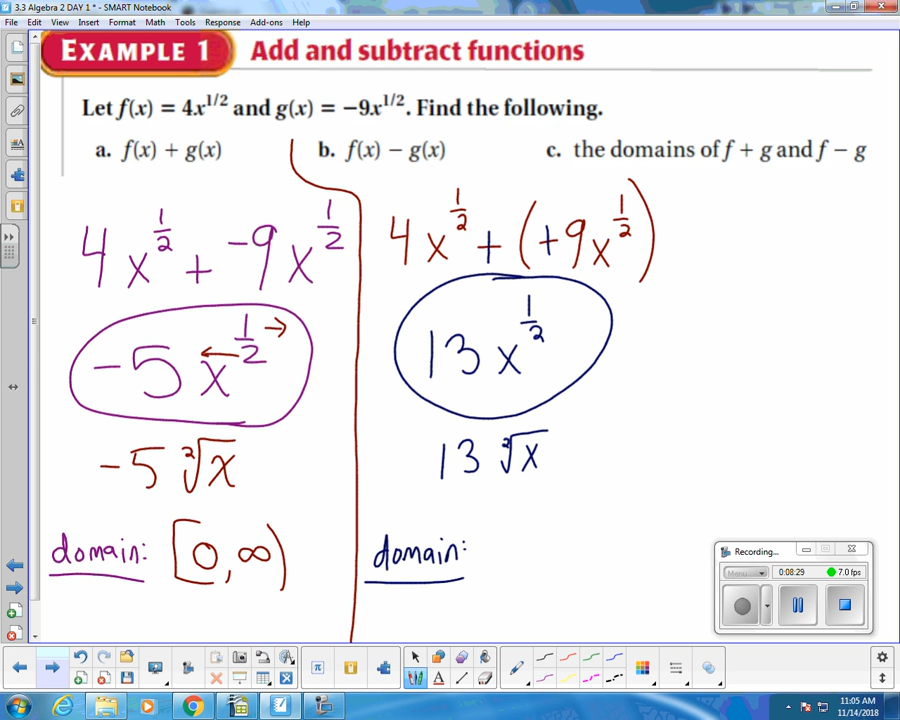 3.3 Algebra 2 DAY 1 * - SMART Notebook
File Edit View Insert Format Math Tools Response Add-ons Help
EXAMPLE 1 Add and subtract functions
Let f(x) = 4x^1/2 and g(x) = −9x^1/2. Find the following.
a. f(x) + g(x) b. f(x) − g(x) c. the domains of f + g and f − g
4x^1/2 + -9x^1/2
-5x^1/2
-5 ²√x
domain: [0, ∞)
4x^1/2 + (+9x^1/2)
13x^1/2
13 ²√x
domain:
Recording...
Menu 0:08:29 7.0 fps
11:05 AM
11/14/2018